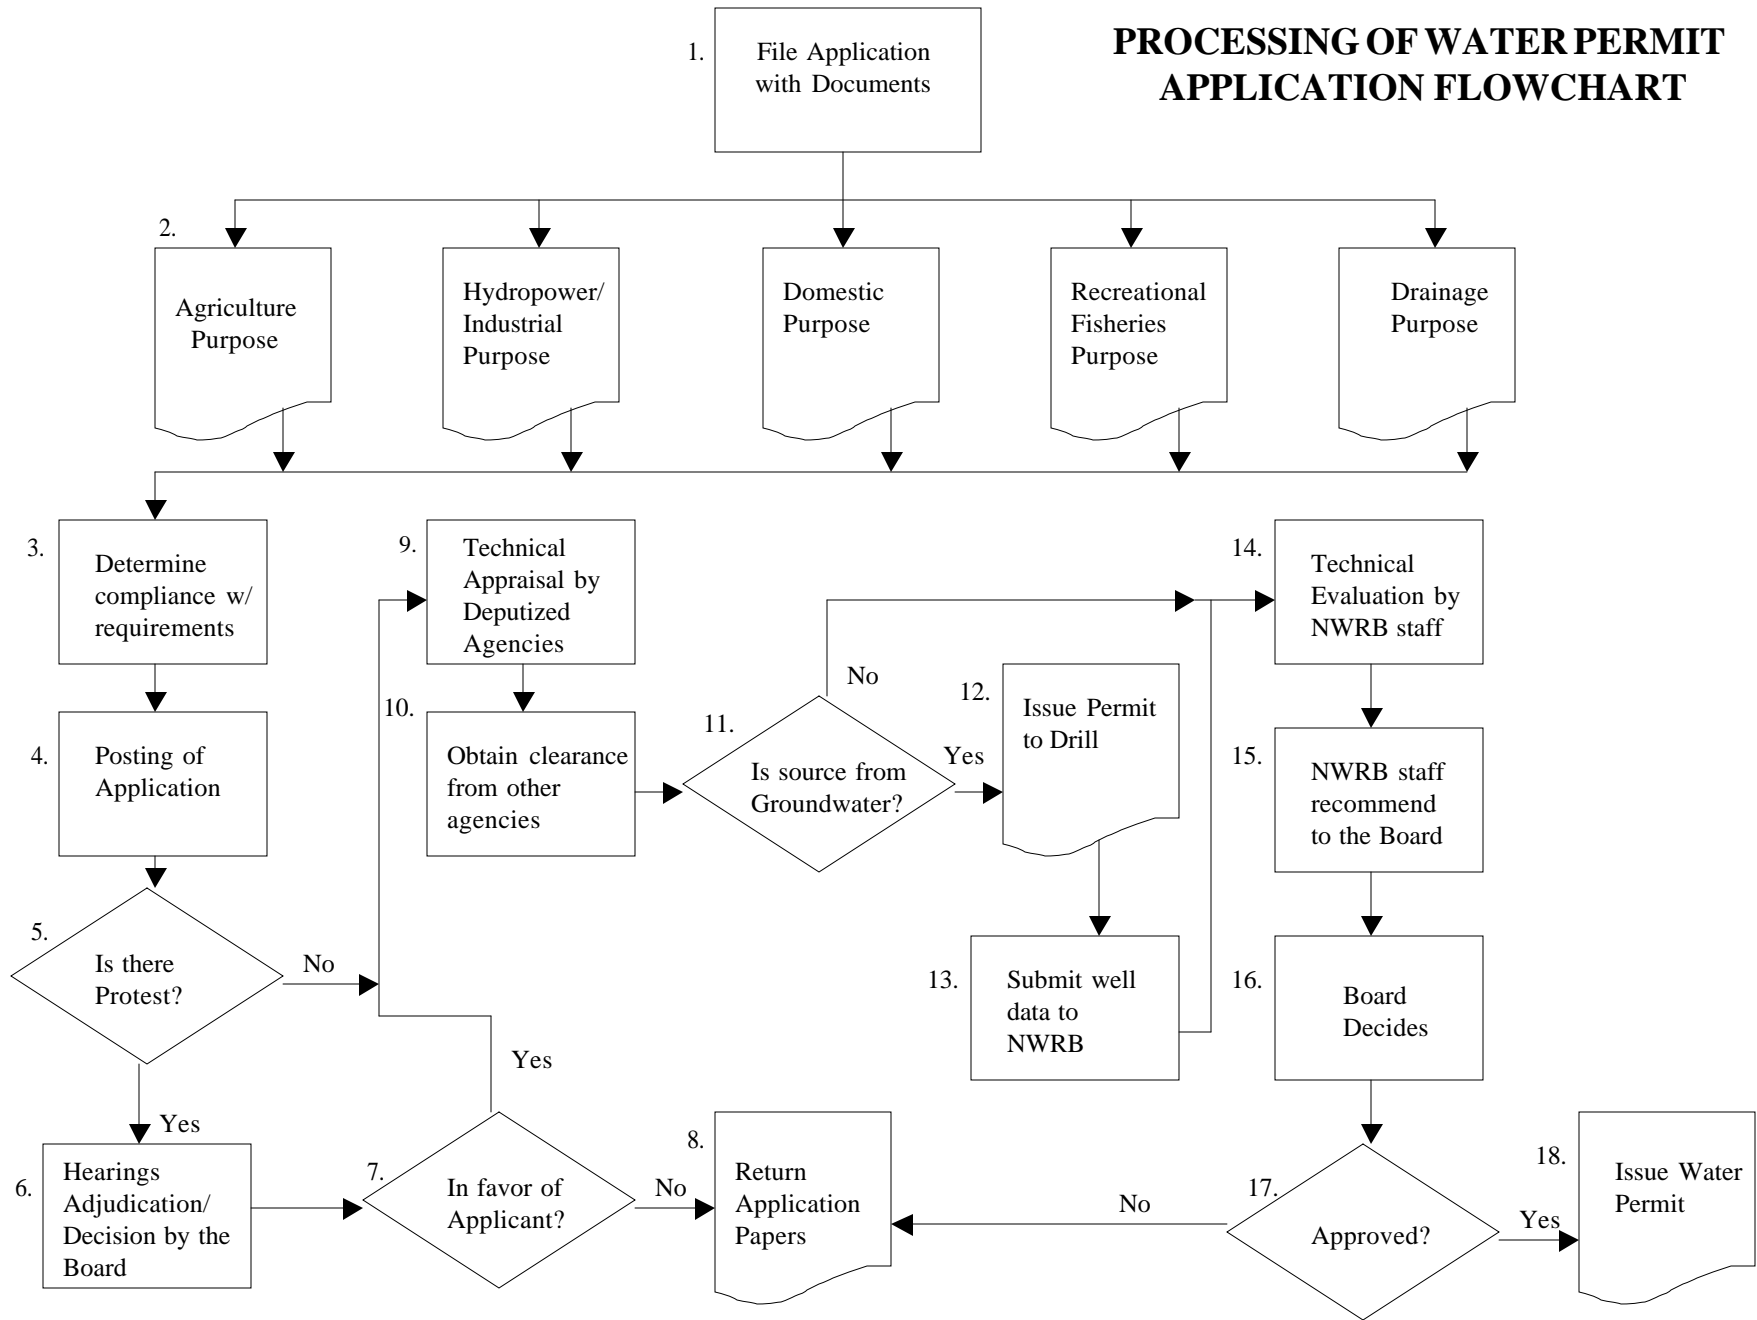 PROCESSING OF WATER PERMIT
APPLICATION FLOWCHART
1.
File Application
with Documents
2.
Agriculture
Purpose
Hydropower/
Industrial
Purpose
Domestic
Purpose
Recreational
Fisheries
Purpose
Drainage
Purpose
3.
Determine
compliance w/
requirements
4.
Posting of
Application
5.
Is there
Protest?
No
Yes
6.
Hearings
Adjudication/
Decision by the
Board
7.
In favor of
Applicant?
Yes
No
8.
Return
Application
Papers
9.
Technical
Appraisal by
Deputized
Agencies
10.
Obtain clearance
from other
agencies
11.
Is source from
Groundwater?
No
Yes
12.
Issue Permit
to Drill
13.
Submit well
data to
NWRB
14.
Technical
Evaluation by
NWRB staff
15.
NWRB staff
recommend
to the Board
16.
Board
Decides
17.
Approved?
No
Yes
18.
Issue Water
Permit